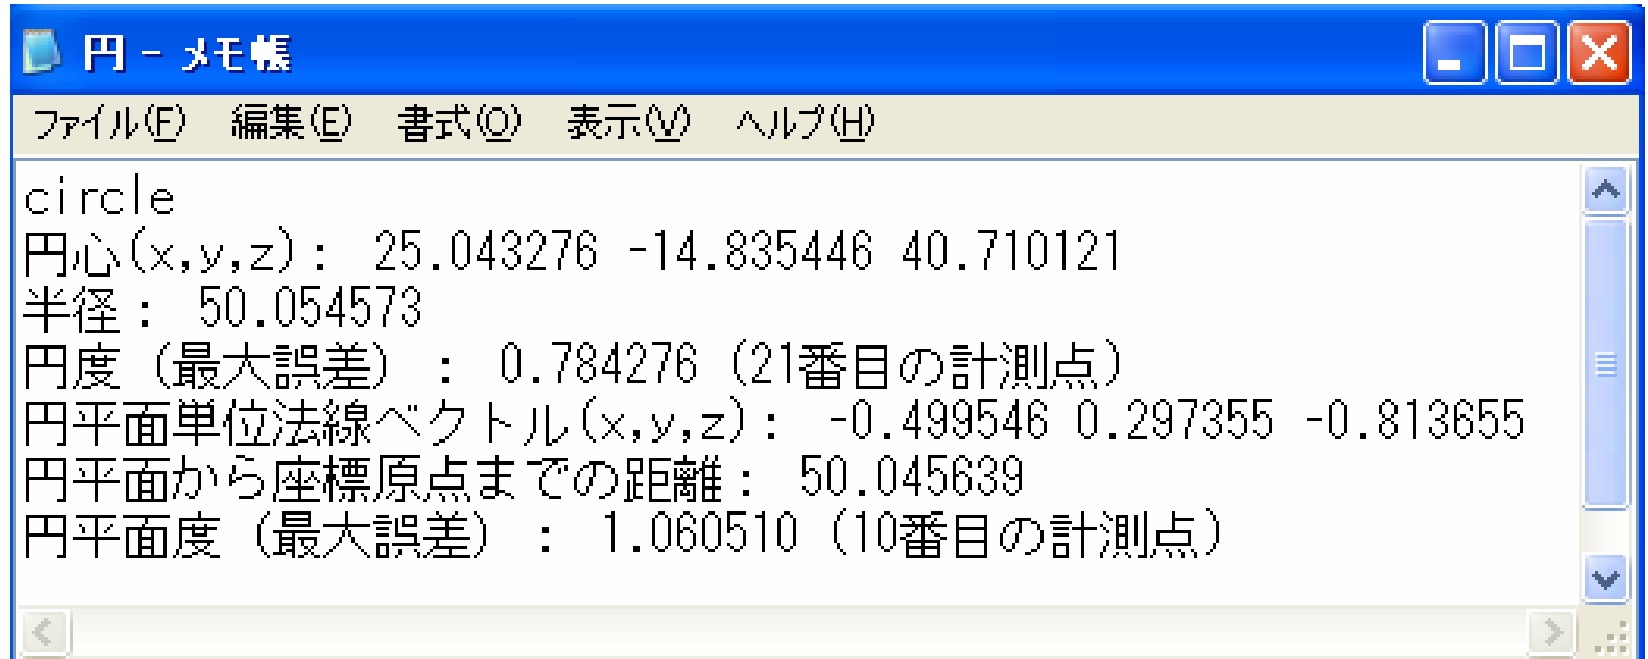 円 - メモ帳
ファイル(F) 編集(E) 書式(O) 表示(V) ヘルプ(H)
circle
円心(x,y,z): 25.043276 -14.835446 40.710121
半径: 50.054573
円度(最大誤差): 0.784276(21番目の計測点)
円平面単位法線ベクトル(x,y,z): -0.499546 0.297355 -0.813655
円平面から座標原点までの距離: 50.045639
円平面度(最大誤差): 1.060510(10番目の計測点)